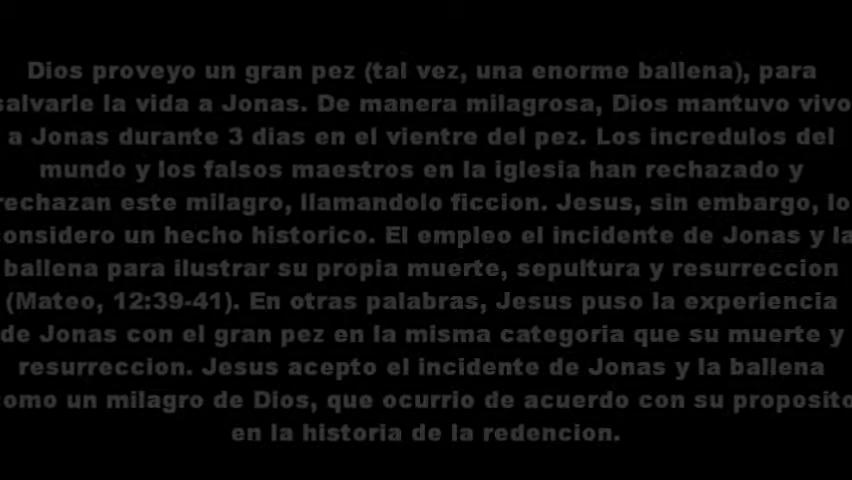 Dios proveyo un gran pez (tal vez, una enorme ballena), para
salvarle la vida a Jonas. De manera milagrosa, Dios mantuvo vivo
a Jonas durante 3 dias en el vientre del pez. Los incredulos del
mundo y los falsos maestros en la iglesia han rechazado y
rechazan este milagro, llamandolo ficcion. Jesus, sin embargo, lo
considero un hecho historico. El empleo el incidente de Jonas y la
ballena para ilustrar su propia muerte, sepultura y resurreccion
(Mateo, 12:39-41). En otras palabras, Jesus puso la experiencia
de Jonas con el gran pez en la misma categoria que su muerte y
resurreccion. Jesus acepto el incidente de Jonas y la ballena
como un milagro de Dios, que ocurrio de acuerdo con su proposito
en la historia de la redencion.